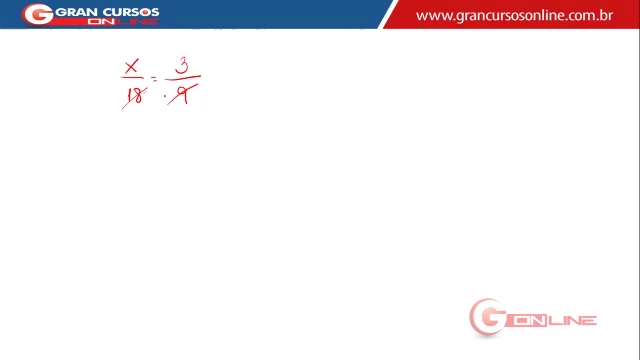 GRAN CURSOS
ONLINE
www.grancursosonline.com.br
x/18 = 3/9
G ONLINE